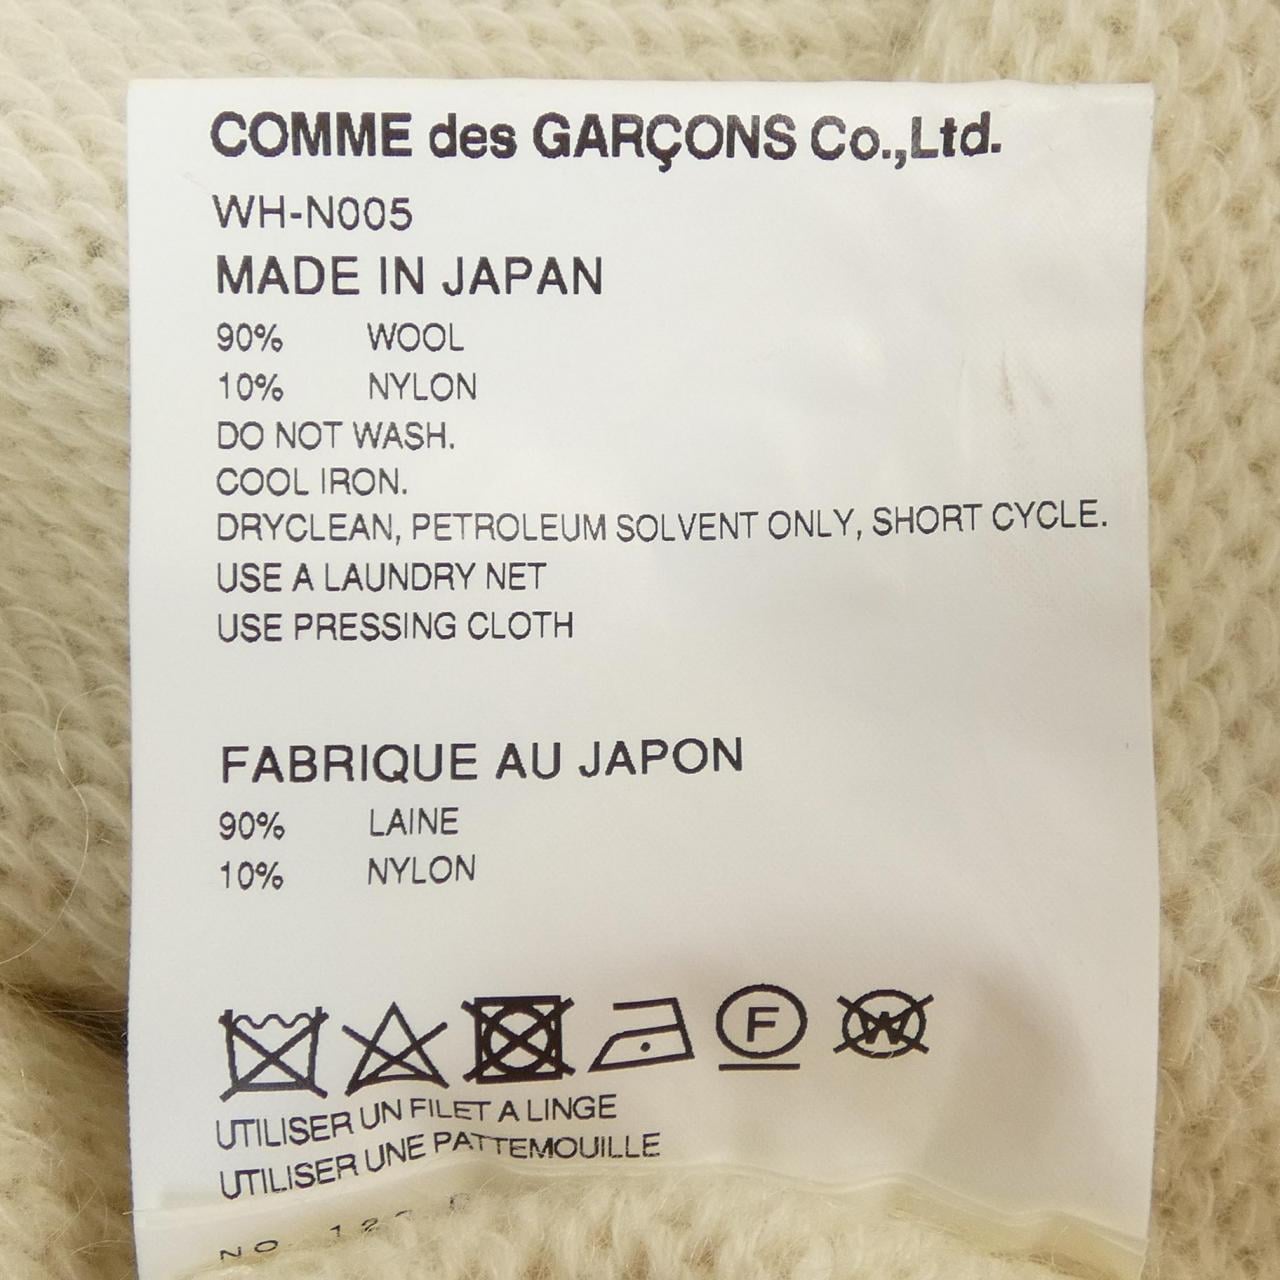 COMME des GARÇONS Co.,Ltd.
WH-N005
MADE IN JAPAN
90% WOOL
10% NYLON
DO NOT WASH.
COOL IRON.
DRYCLEAN, PETROLEUM SOLVENT ONLY, SHORT CYCLE.
USE A LAUNDRY NET
USE PRESSING CLOTH
FABRIQUE AU JAPON
90% LAINE
10% NYLON
F W
UTILISER UN FILET A LINGE
UTILISER UNE PATTEMOUILLE
NO